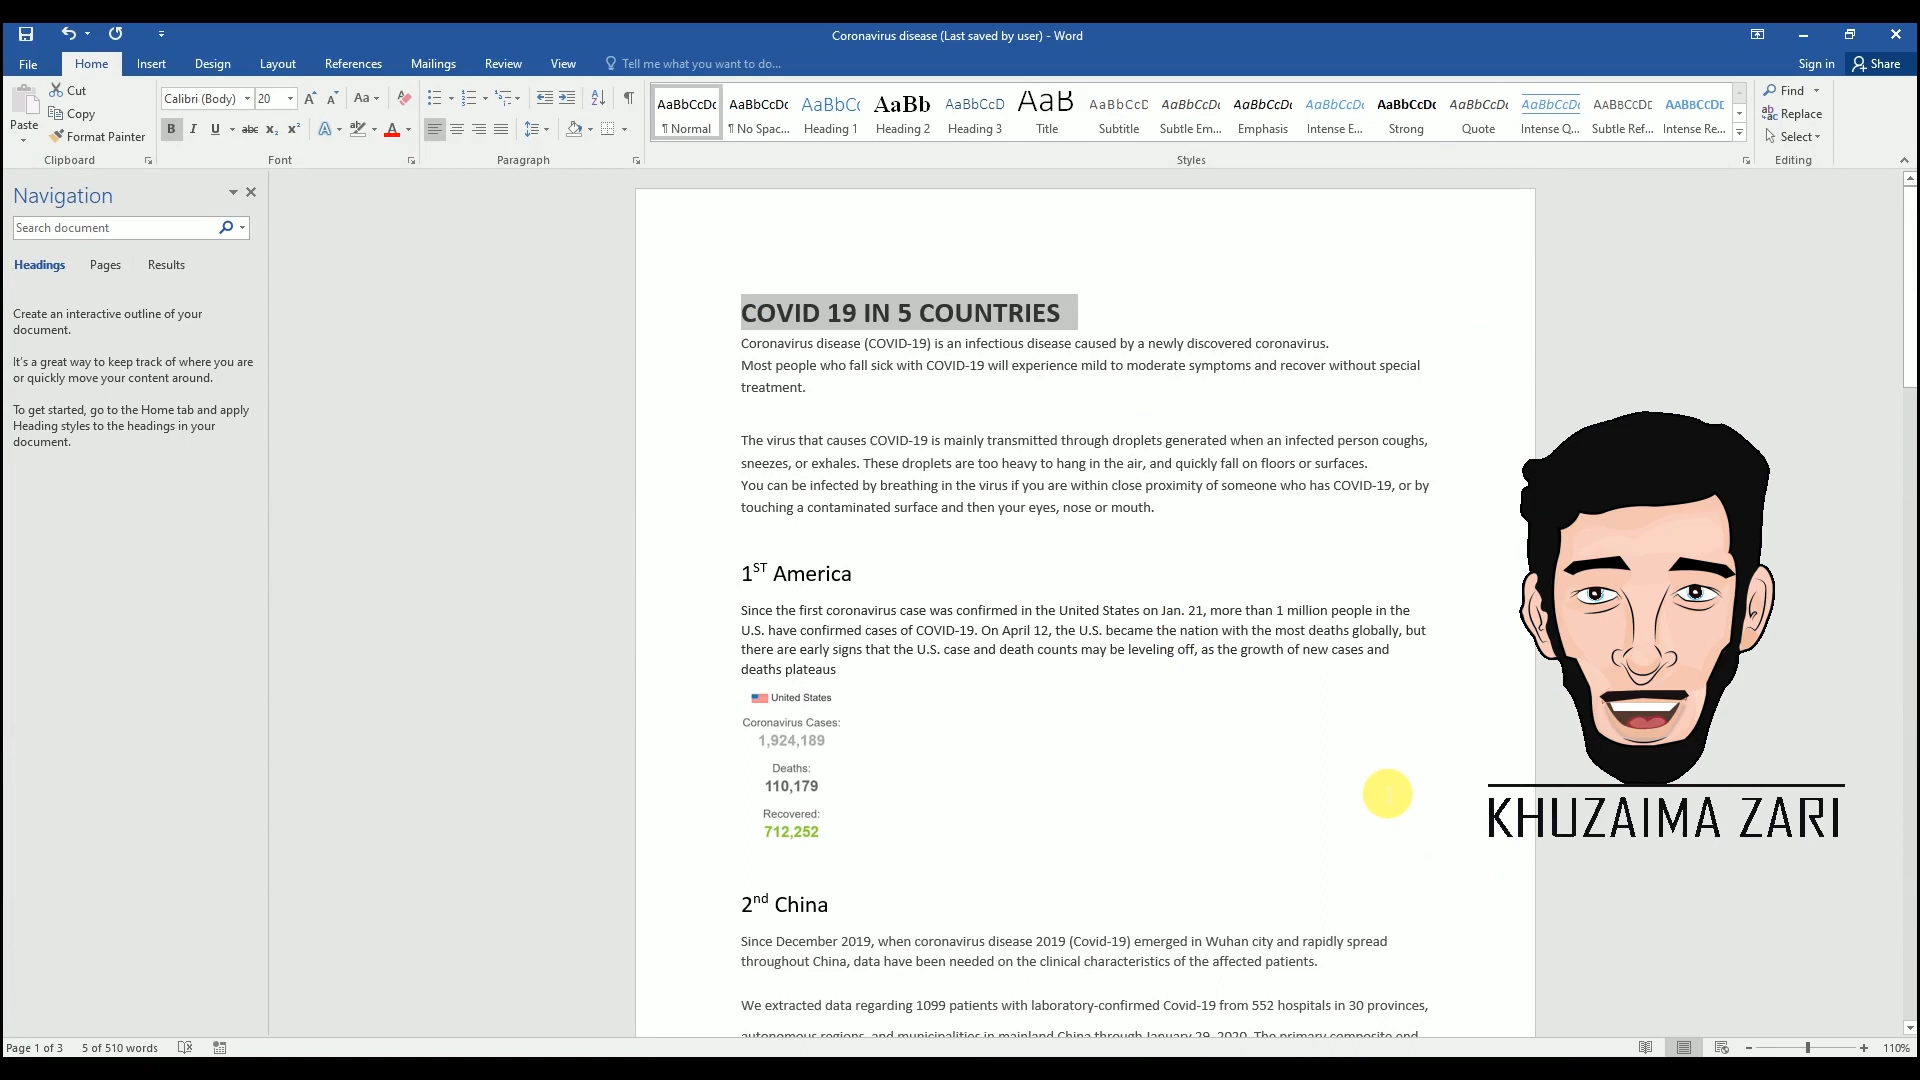 Coronavirus disease (Last saved by user) - Word
File Home Insert Design Layout References Mailings Review View Tell me what you want to do... Sign in Share
Paste
Cut
Copy
Format Painter
Clipboard
Calibri (Body) 20
Font
Paragraph
AaBbCcDc AaBbCcDc AaBbCc AaBb AaBbCcD AaB AaBbCcD AaBbCcDc AaBbCcDc AaBbCcDc AaBbCcDc AaBbCcDc AaBbCcDc AABBCCDE AABBCCDE
¶ Normal ¶ No Spac... Heading 1 Heading 2 Heading 3 Title Subtitle Subtle Em... Emphasis Intense E... Strong Quote Intense Q... Subtle Ref... Intense Re...
Styles
Find
Replace
Select
Editing
Navigation
Search document
Headings Pages Results
Create an interactive outline of your
document.
It's a great way to keep track of where you are
or quickly move your content around.
To get started, go to the Home tab and apply
Heading styles to the headings in your
document.
COVID 19 IN 5 COUNTRIES
Coronavirus disease (COVID-19) is an infectious disease caused by a newly discovered coronavirus.
Most people who fall sick with COVID-19 will experience mild to moderate symptoms and recover without special
treatment.
The virus that causes COVID-19 is mainly transmitted through droplets generated when an infected person coughs,
sneezes, or exhales. These droplets are too heavy to hang in the air, and quickly fall on floors or surfaces.
You can be infected by breathing in the virus if you are within close proximity of someone who has COVID-19, or by
touching a contaminated surface and then your eyes, nose or mouth.
1ST America
Since the first coronavirus case was confirmed in the United States on Jan. 21, more than 1 million people in the
U.S. have confirmed cases of COVID-19. On April 12, the U.S. became the nation with the most deaths globally, but
there are early signs that the U.S. case and death counts may be leveling off, as the growth of new cases and
deaths plateaus
United States
Coronavirus Cases:
1,924,189
Deaths:
110,179
Recovered:
712,252
2nd China
Since December 2019, when coronavirus disease 2019 (Covid-19) emerged in Wuhan city and rapidly spread
throughout China, data have been needed on the clinical characteristics of the affected patients.
We extracted data regarding 1099 patients with laboratory-confirmed Covid-19 from 552 hospitals in 30 provinces,
autonomous regions, and municipalities in mainland China through January 29, 2020. The primary composite end
KHUZAIMA ZARI
Page 1 of 3 5 of 510 words 110%